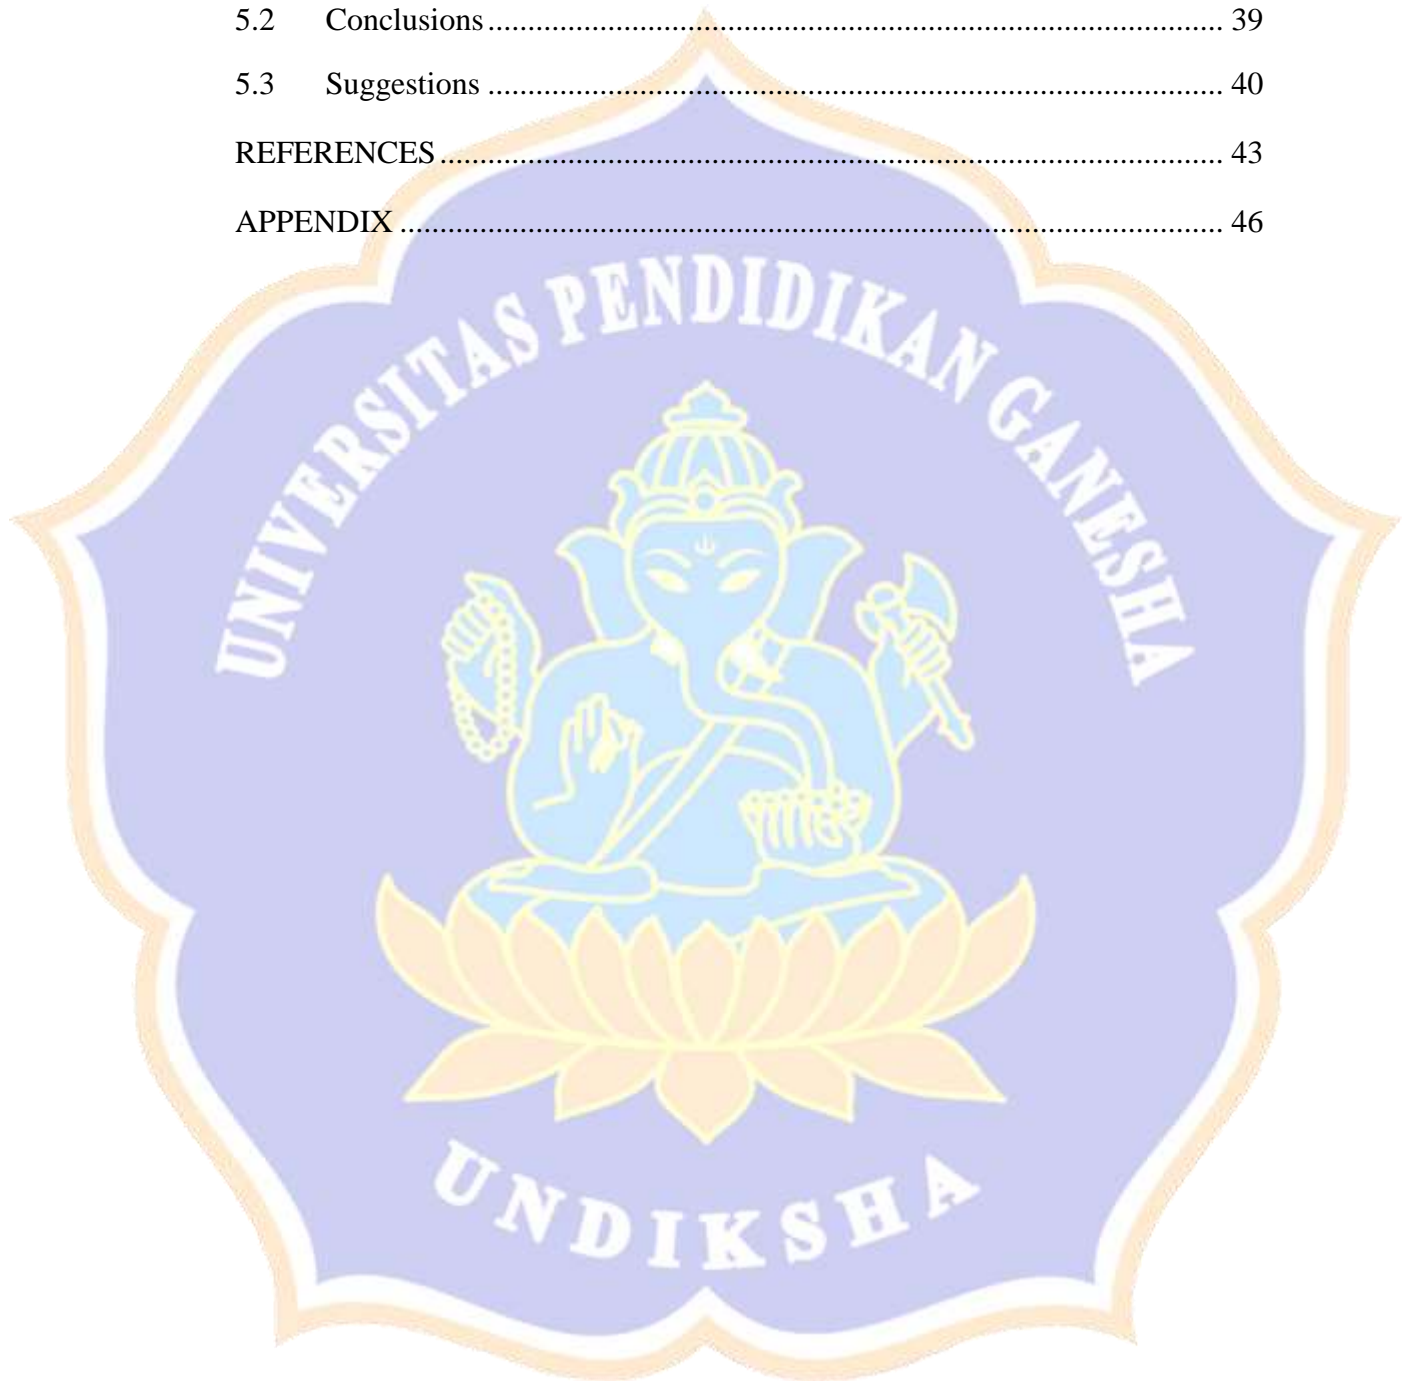 5.2 Conclusions ........................................................................................... 39
5.3 Suggestions ........................................................................................... 40
REFERENCES ................................................................................................. 43
APPENDIX ...................................................................................................... 46
UNIVERSITAS PENDIDIKAN GANESHA
UNDIKSHA